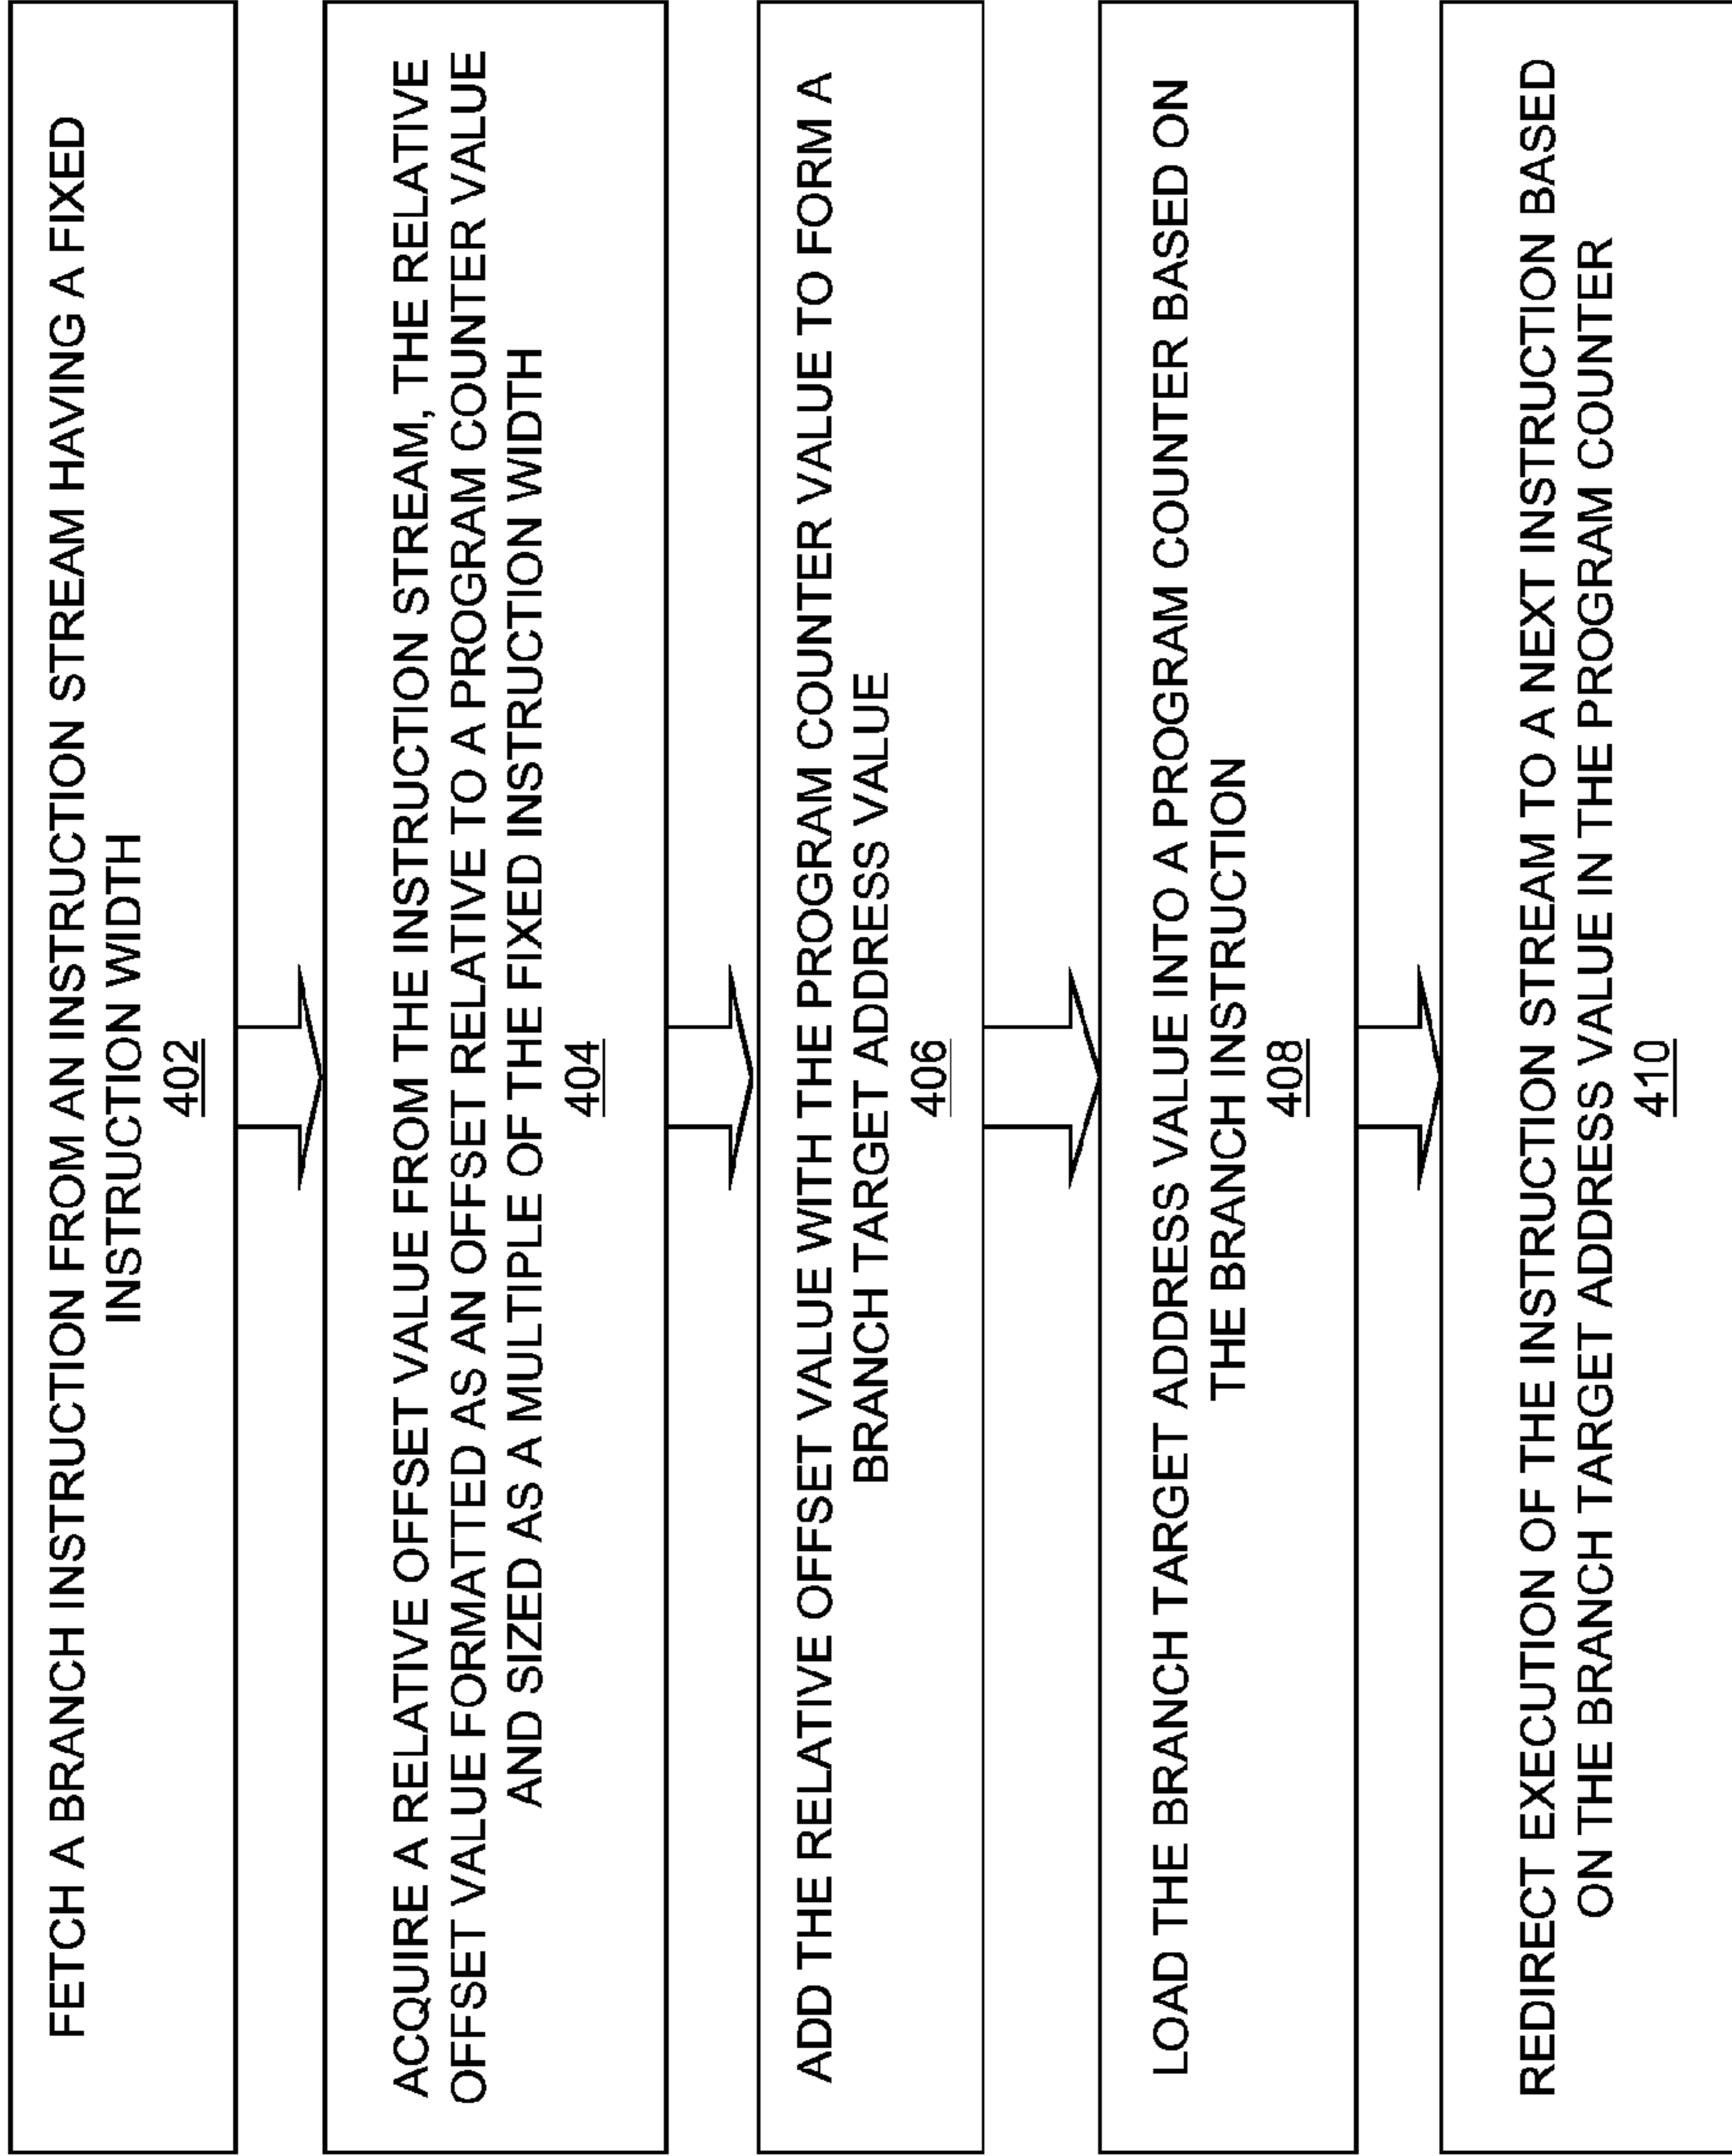 FETCH A BRANCH INSTRUCTION FROM AN INSTRUCTION STREAM HAVING A FIXED
INSTRUCTION WIDTH
402
ACQUIRE A RELATIVE OFFSET VALUE FROM THE INSTRUCTION STREAM, THE RELATIVE
OFFSET VALUE FORMATTED AS AN OFFSET RELATIVE TO A PROGRAM COUNTER VALUE
AND SIZED AS A MULTIPLE OF THE FIXED INSTRUCTION WIDTH
404
ADD THE RELATIVE OFFSET VALUE WITH THE PROGRAM COUNTER VALUE TO FORM A
BRANCH TARGET ADDRESS VALUE
406
LOAD THE BRANCH TARGET ADDRESS VALUE INTO A PROGRAM COUNTER BASED ON
THE BRANCH INSTRUCTION
408
REDIRECT EXECUTION OF THE INSTRUCTION STREAM TO A NEXT INSTRUCTION BASED
ON THE BRANCH TARGET ADDRESS VALUE IN THE PROGRAM COUNTER
410